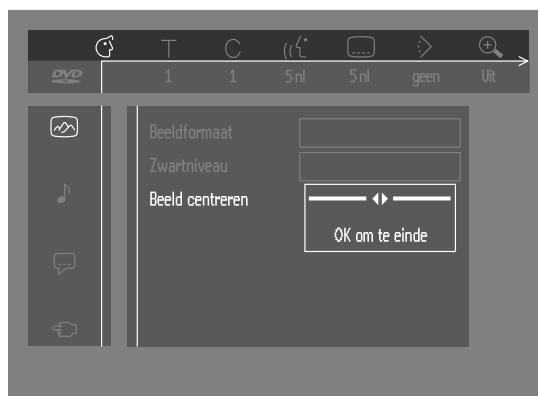 T C
DVD 1 1 5 nl 5 nl geen Uit
Beeldformaat
Zwartniveau
Beeld centreren
OK om te einde